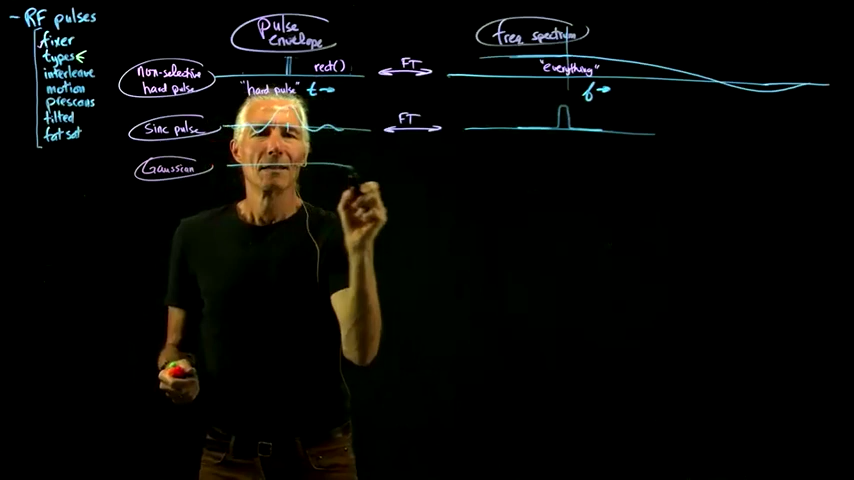 - RF pulses
fixer
types
interleave
motion
prescans
tilted
fat sat
pulse
envelope
freq spectrum
non-selective
hard pulse
rect()
FT
"everything"
"hard pulse" t →
f →
Sinc pulse
FT
Gaussian